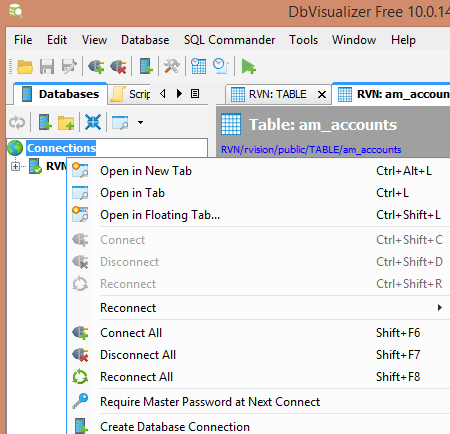 DbVisualizer Free 10.0.14
File Edit View Database SQL Commander Tools Window Help
Databases Scrip RVN: TABLE RVN: am_accoun
Table: am_accounts
RVN/rvision/public/TABLE/am_accounts
Connections
RVN
Open in New Tab Ctrl+Alt+L
Open in Tab Ctrl+L
Open in Floating Tab... Ctrl+Shift+L
Connect Ctrl+Shift+C
Disconnect Ctrl+Shift+D
Reconnect Ctrl+Shift+R
Reconnect
Connect All Shift+F6
Disconnect All Shift+F7
Reconnect All Shift+F8
Require Master Password at Next Connect
Create Database Connection